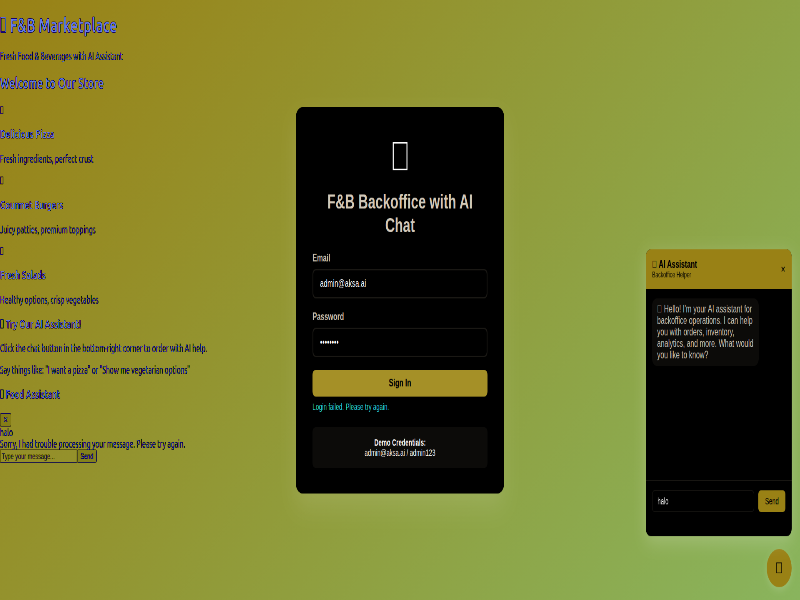 F&B Marketplace
Fresh Food & Beverages with AI Assistant
Welcome to Our Store
Delicious Pizza
Fresh ingredients, perfect crust
Gourmet Burgers
Juicy patties, premium toppings
Fresh Salads
Healthy options, crisp vegetables
Try Our AI Assistant!
Click the chat button in the bottom-right corner to order with AI help.
Say things like: "I want a pizza" or "Show me vegetarian options"
Food Assistant
×
halo
Sorry, I had trouble processing your message. Please try again.
Type your message...
Send
F&B Backoffice with AI
Chat
Email
admin@aksa.ai
Password
••••••••
Sign In
Login failed. Please try again.
Demo Credentials:
admin@aksa.ai / admin123
AI Assistant
Backoffice Helper
×
Hello! I'm your AI assistant for
backoffice operations. I can help
you with orders, inventory,
analytics, and more. What would
you like to know?
halo
Send